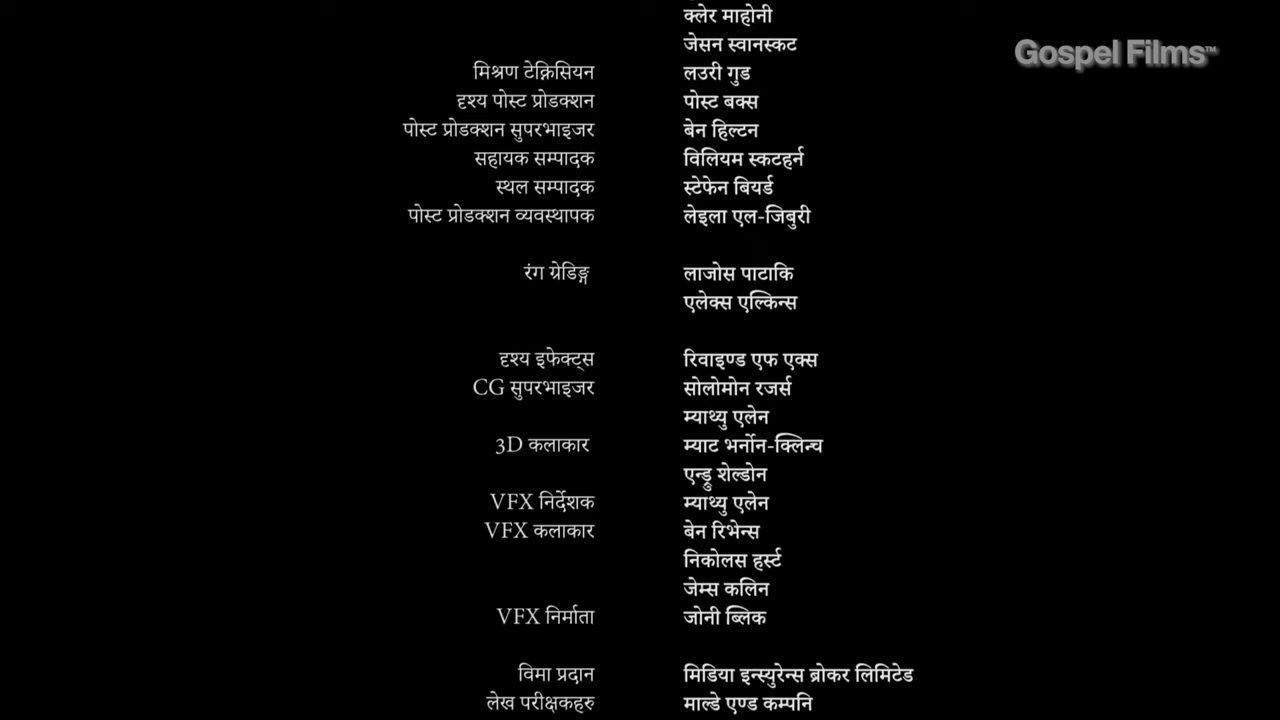 क्लेर माहोनी
जेसन स्वानस्कट
Gospel Films™
मिश्रण टेक्निसियन लउरी गुड
दृश्य पोस्ट प्रोडक्शन पोस्ट बक्स
पोस्ट प्रोडक्शन सुपरभाइजर बेन हिल्टन
सहायक सम्पादक विलियम स्कटहर्न
स्थल सम्पादक स्टेफेन बियर्ड
पोस्ट प्रोडक्शन व्यवस्थापक लेइला एल-जिबुरी
रंग ग्रेडिङ्ग लाजोस पाटाकि
एलेक्स एल्किन्स
दृश्य इफेक्ट्स रिवाइण्ड एफ एक्स
CG सुपरभाइजर सोलोमोन रजर्स
म्याथ्यु एलेन
3D कलाकार म्याट भर्नोन-क्लिन्च
एन्ड्रु शेल्डोन
VFX निर्देशक म्याथ्यु एलेन
VFX कलाकार बेन रिभेन्स
निकोलस हर्स्ट
जेम्स कलिन
VFX निर्माता जोनी ब्लिक
विमा प्रदान मिडिया इन्स्युरेन्स ब्रोकर लिमिटेड
लेख परीक्षकहरु माल्डे एण्ड कम्पनि